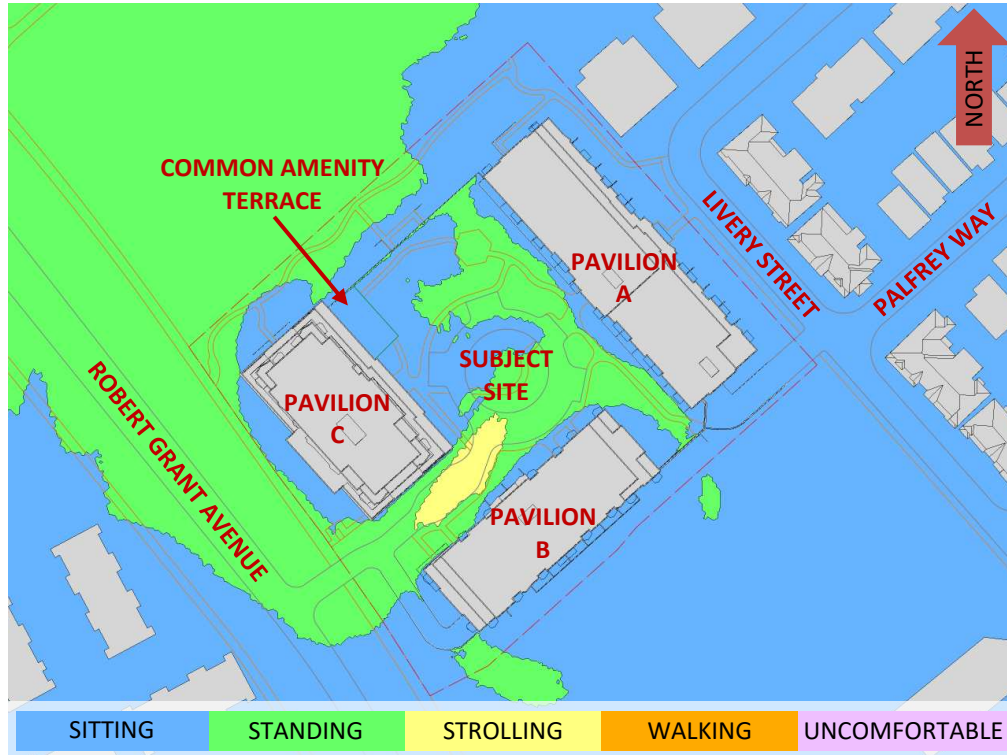 NORTH
COMMON AMENITY
TERRACE
LIVERY STREET
PALFREY WAY
PAVILION
A
SUBJECT
SITE
ROBERT GRANT AVENUE
PAVILION
C
PAVILION
B
SITTING
STANDING
STROLLING
WALKING
UNCOMFORTABLE